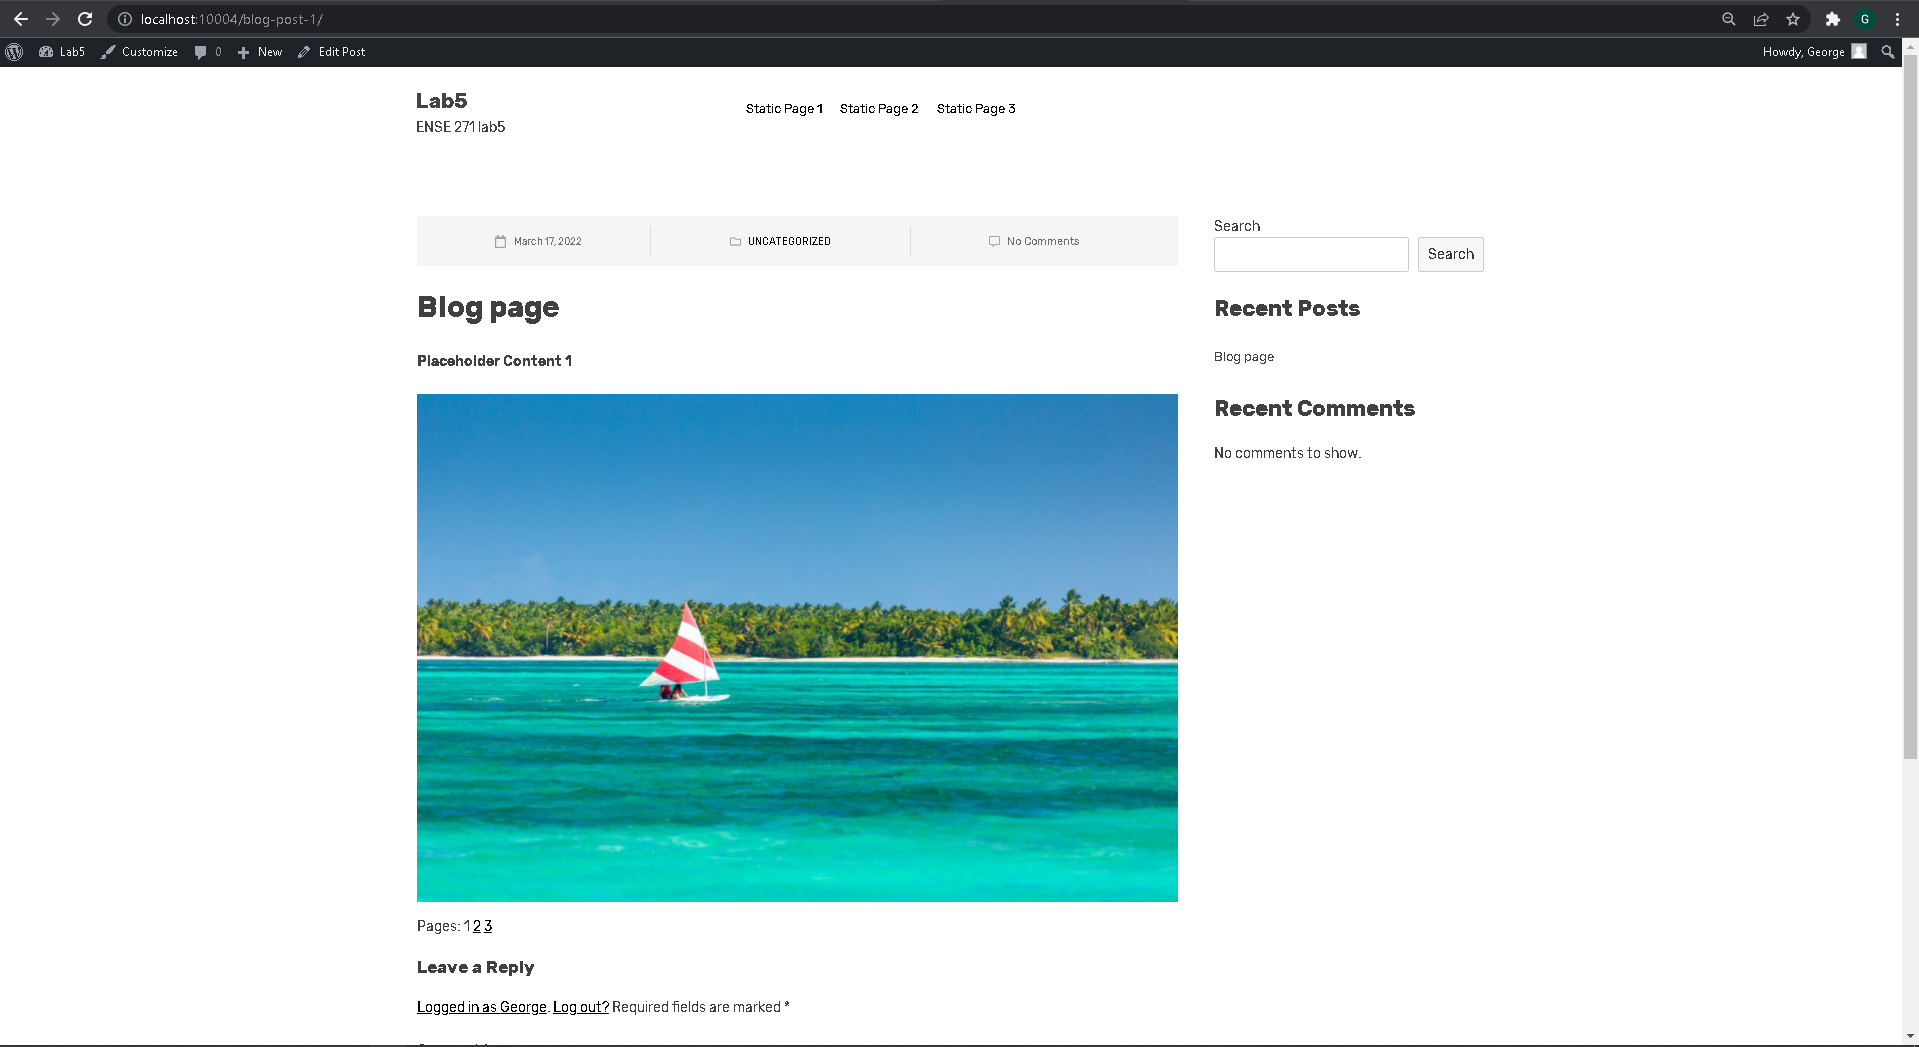 localhost:10004/blog-post-1/
G
Lab5 Customize 0 New Edit Post Howdy, George
Lab5
ENSE 271 lab5
Static Page 1 Static Page 2 Static Page 3
March 17, 2022 UNCATEGORIZED No Comments
Blog page
Placeholder Content 1
Pages: 1 2 3
Leave a Reply
Logged in as George. Log out? Required fields are marked *
Search
Search
Recent Posts
Blog page
Recent Comments
No comments to show.